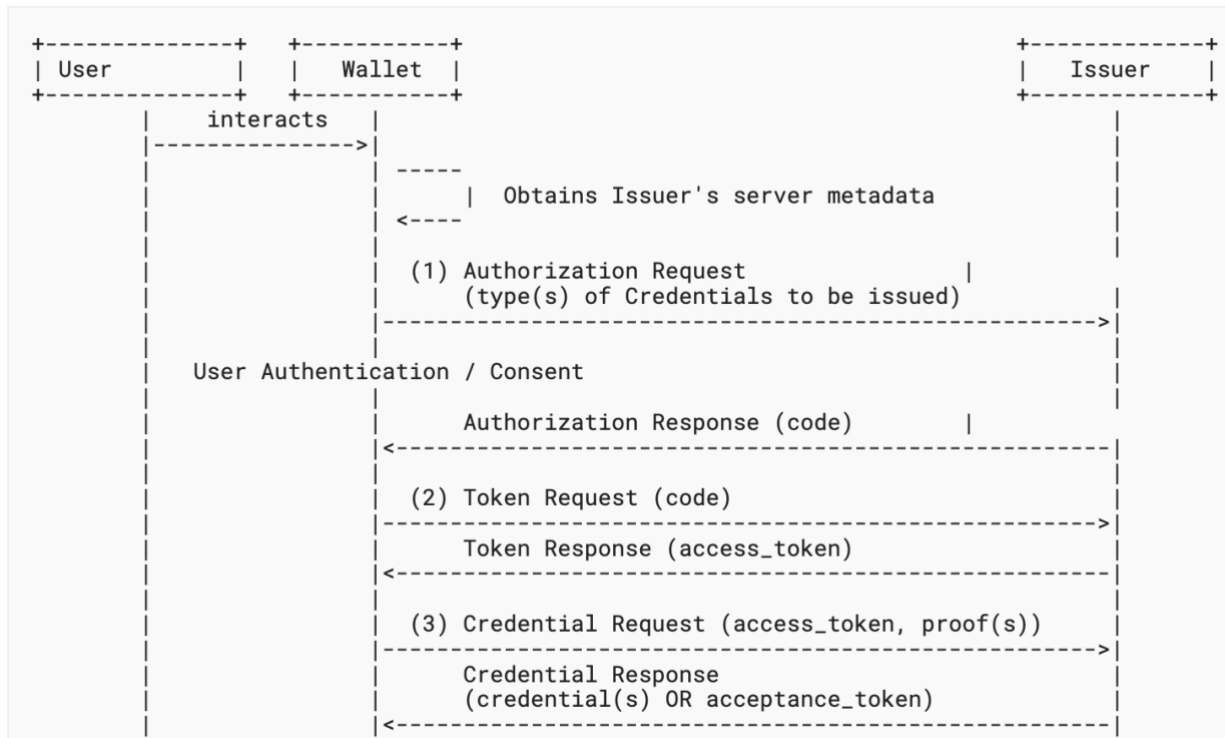 User Wallet Issuer
interacts
Obtains Issuer's server metadata
(1) Authorization Request
(type(s) of Credentials to be issued)
User Authentication / Consent
Authorization Response (code)
(2) Token Request (code)
Token Response (access_token)
(3) Credential Request (access_token, proof(s))
Credential Response
(credential(s) OR acceptance_token)